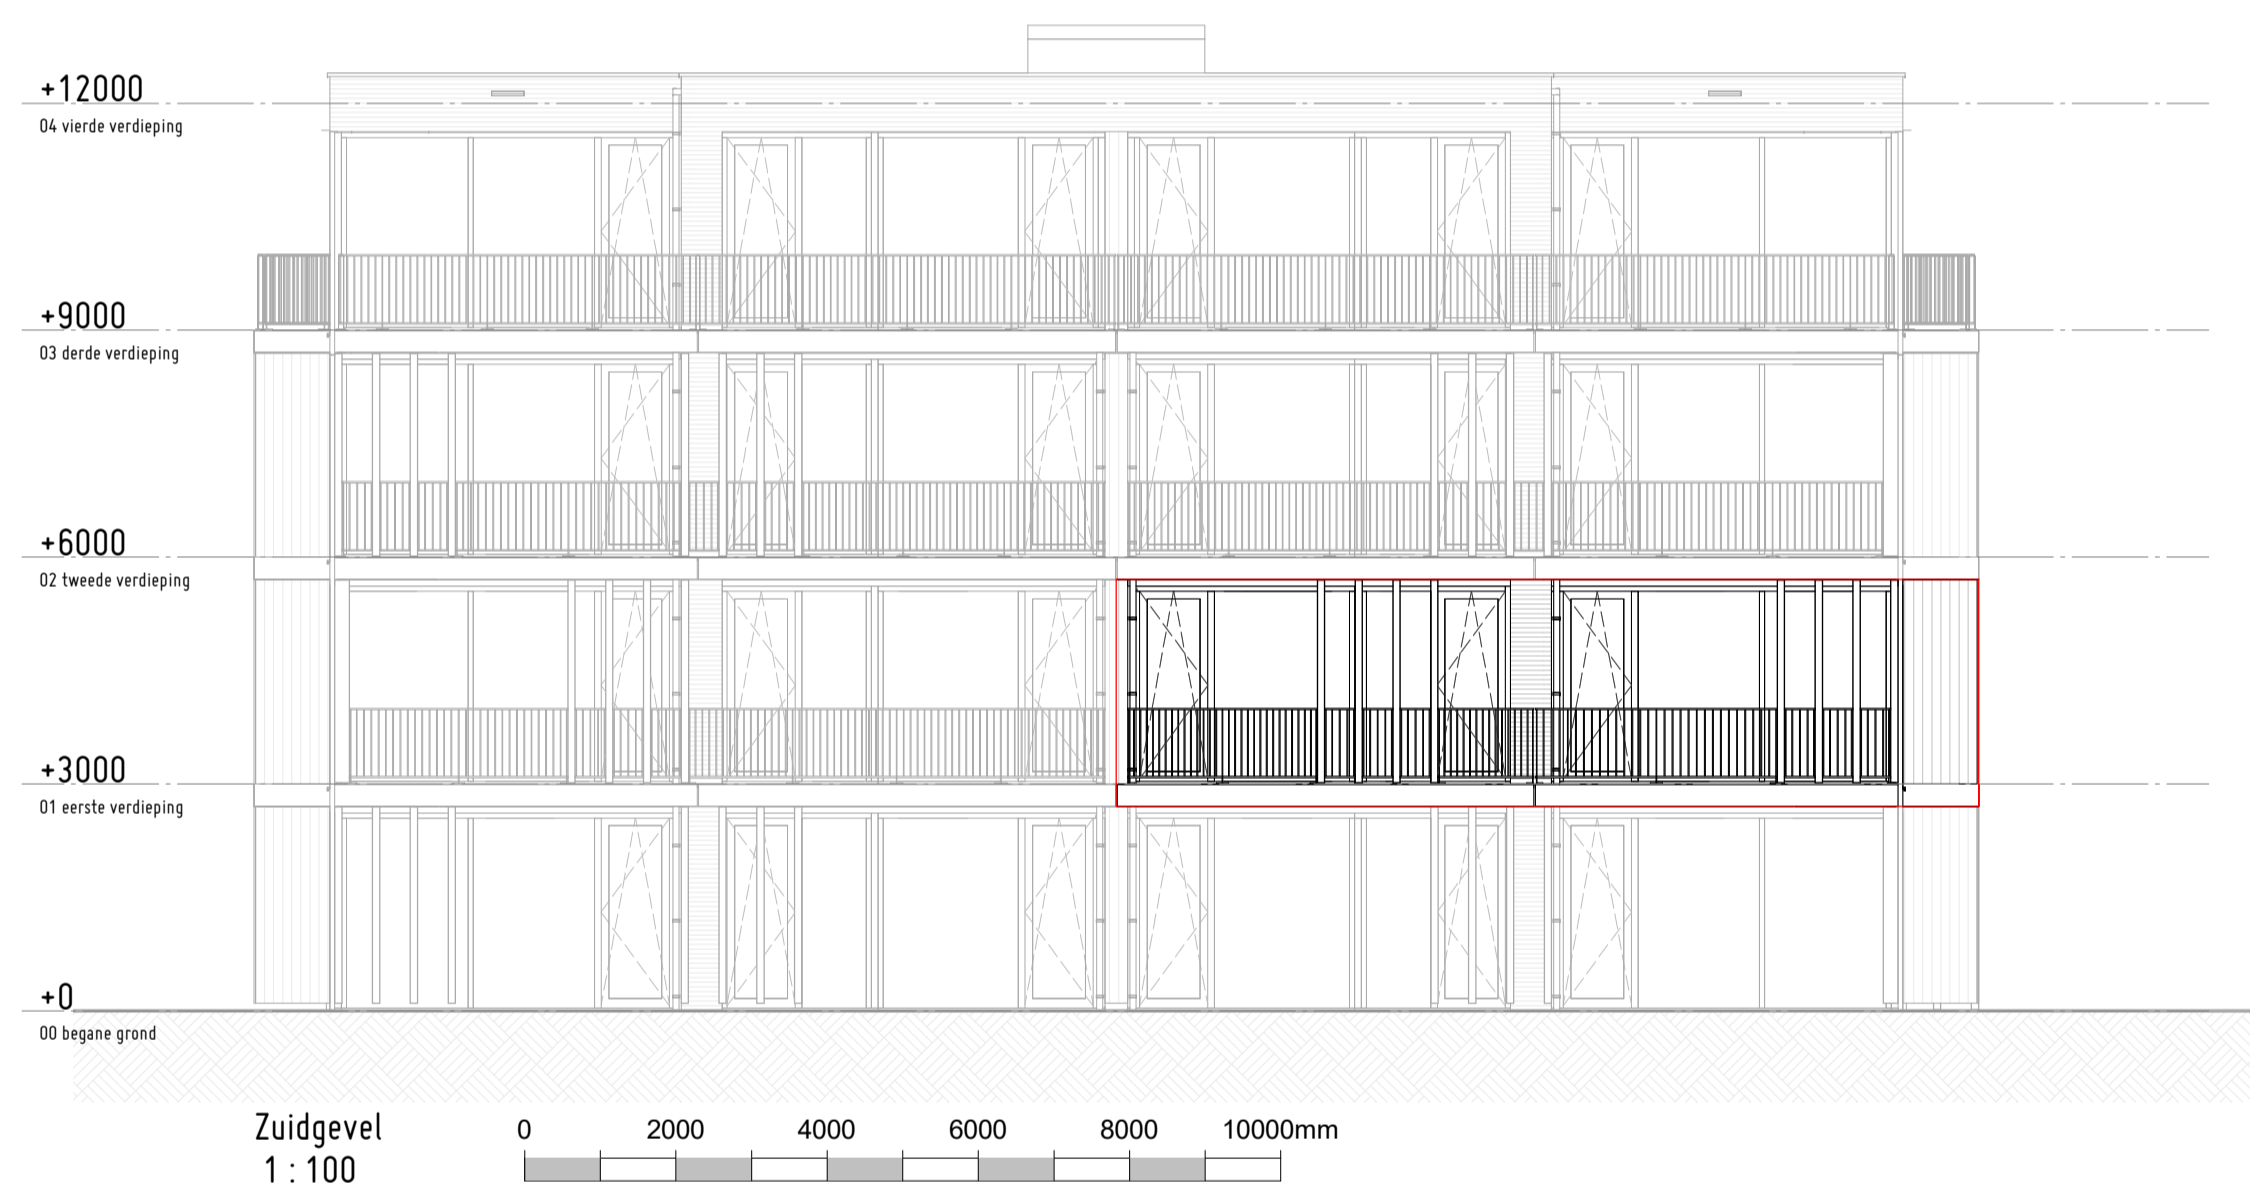 +12000
04 vierde verdieping
+9000
03 derde verdieping
+6000
02 tweede verdieping
+3000
01 eerste verdieping
+0
00 begane grond
Zuidgevel
1 : 100
0 2000 4000 6000 8000 10000mm